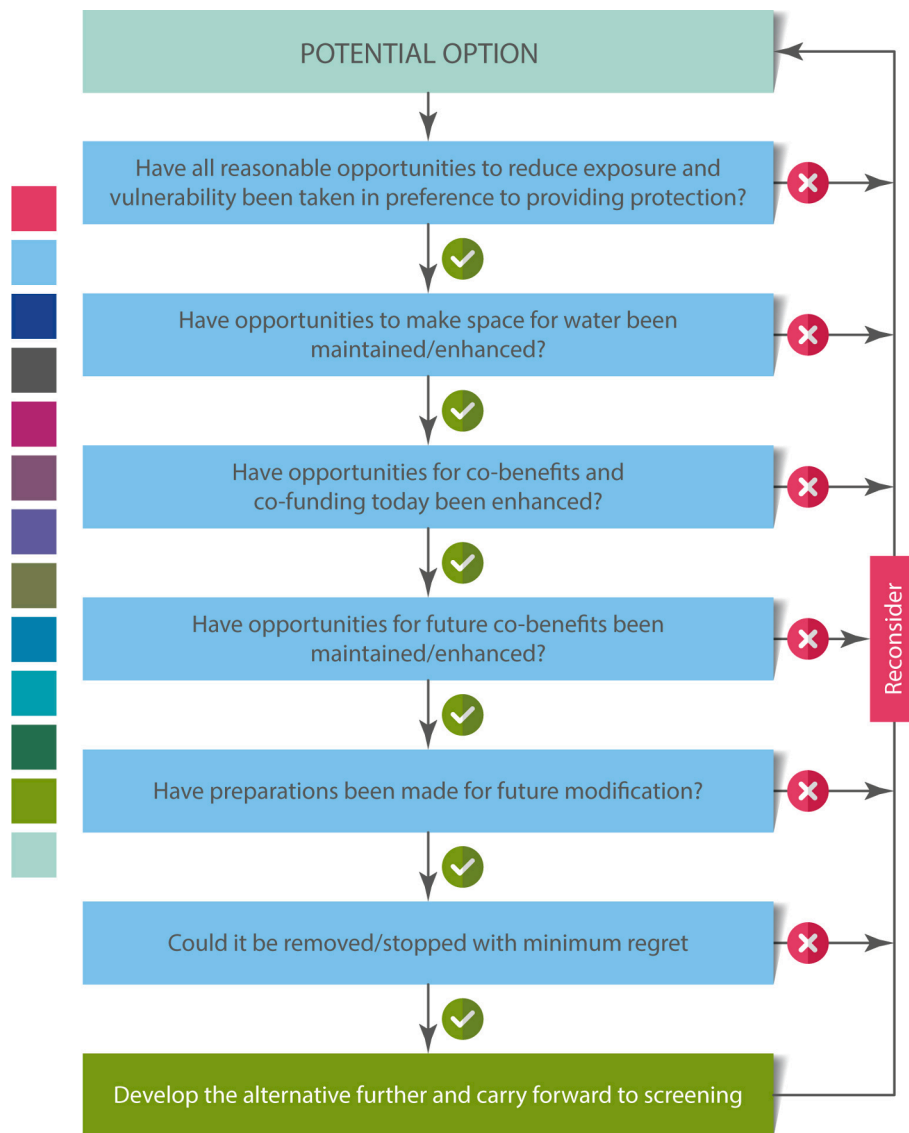 POTENTIAL OPTION
Have all reasonable opportunities to reduce exposure and
vulnerability been taken in preference to providing protection?
Have opportunities to make space for water been
maintained/enhanced?
Have opportunities for co-benefits and
co-funding today been enhanced?
Have opportunities for future co-benefits been
maintained/enhanced?
Reconsider
Have preparations been made for future modification?
Could it be removed/stopped with minimum regret
Develop the alternative further and carry forward to screening